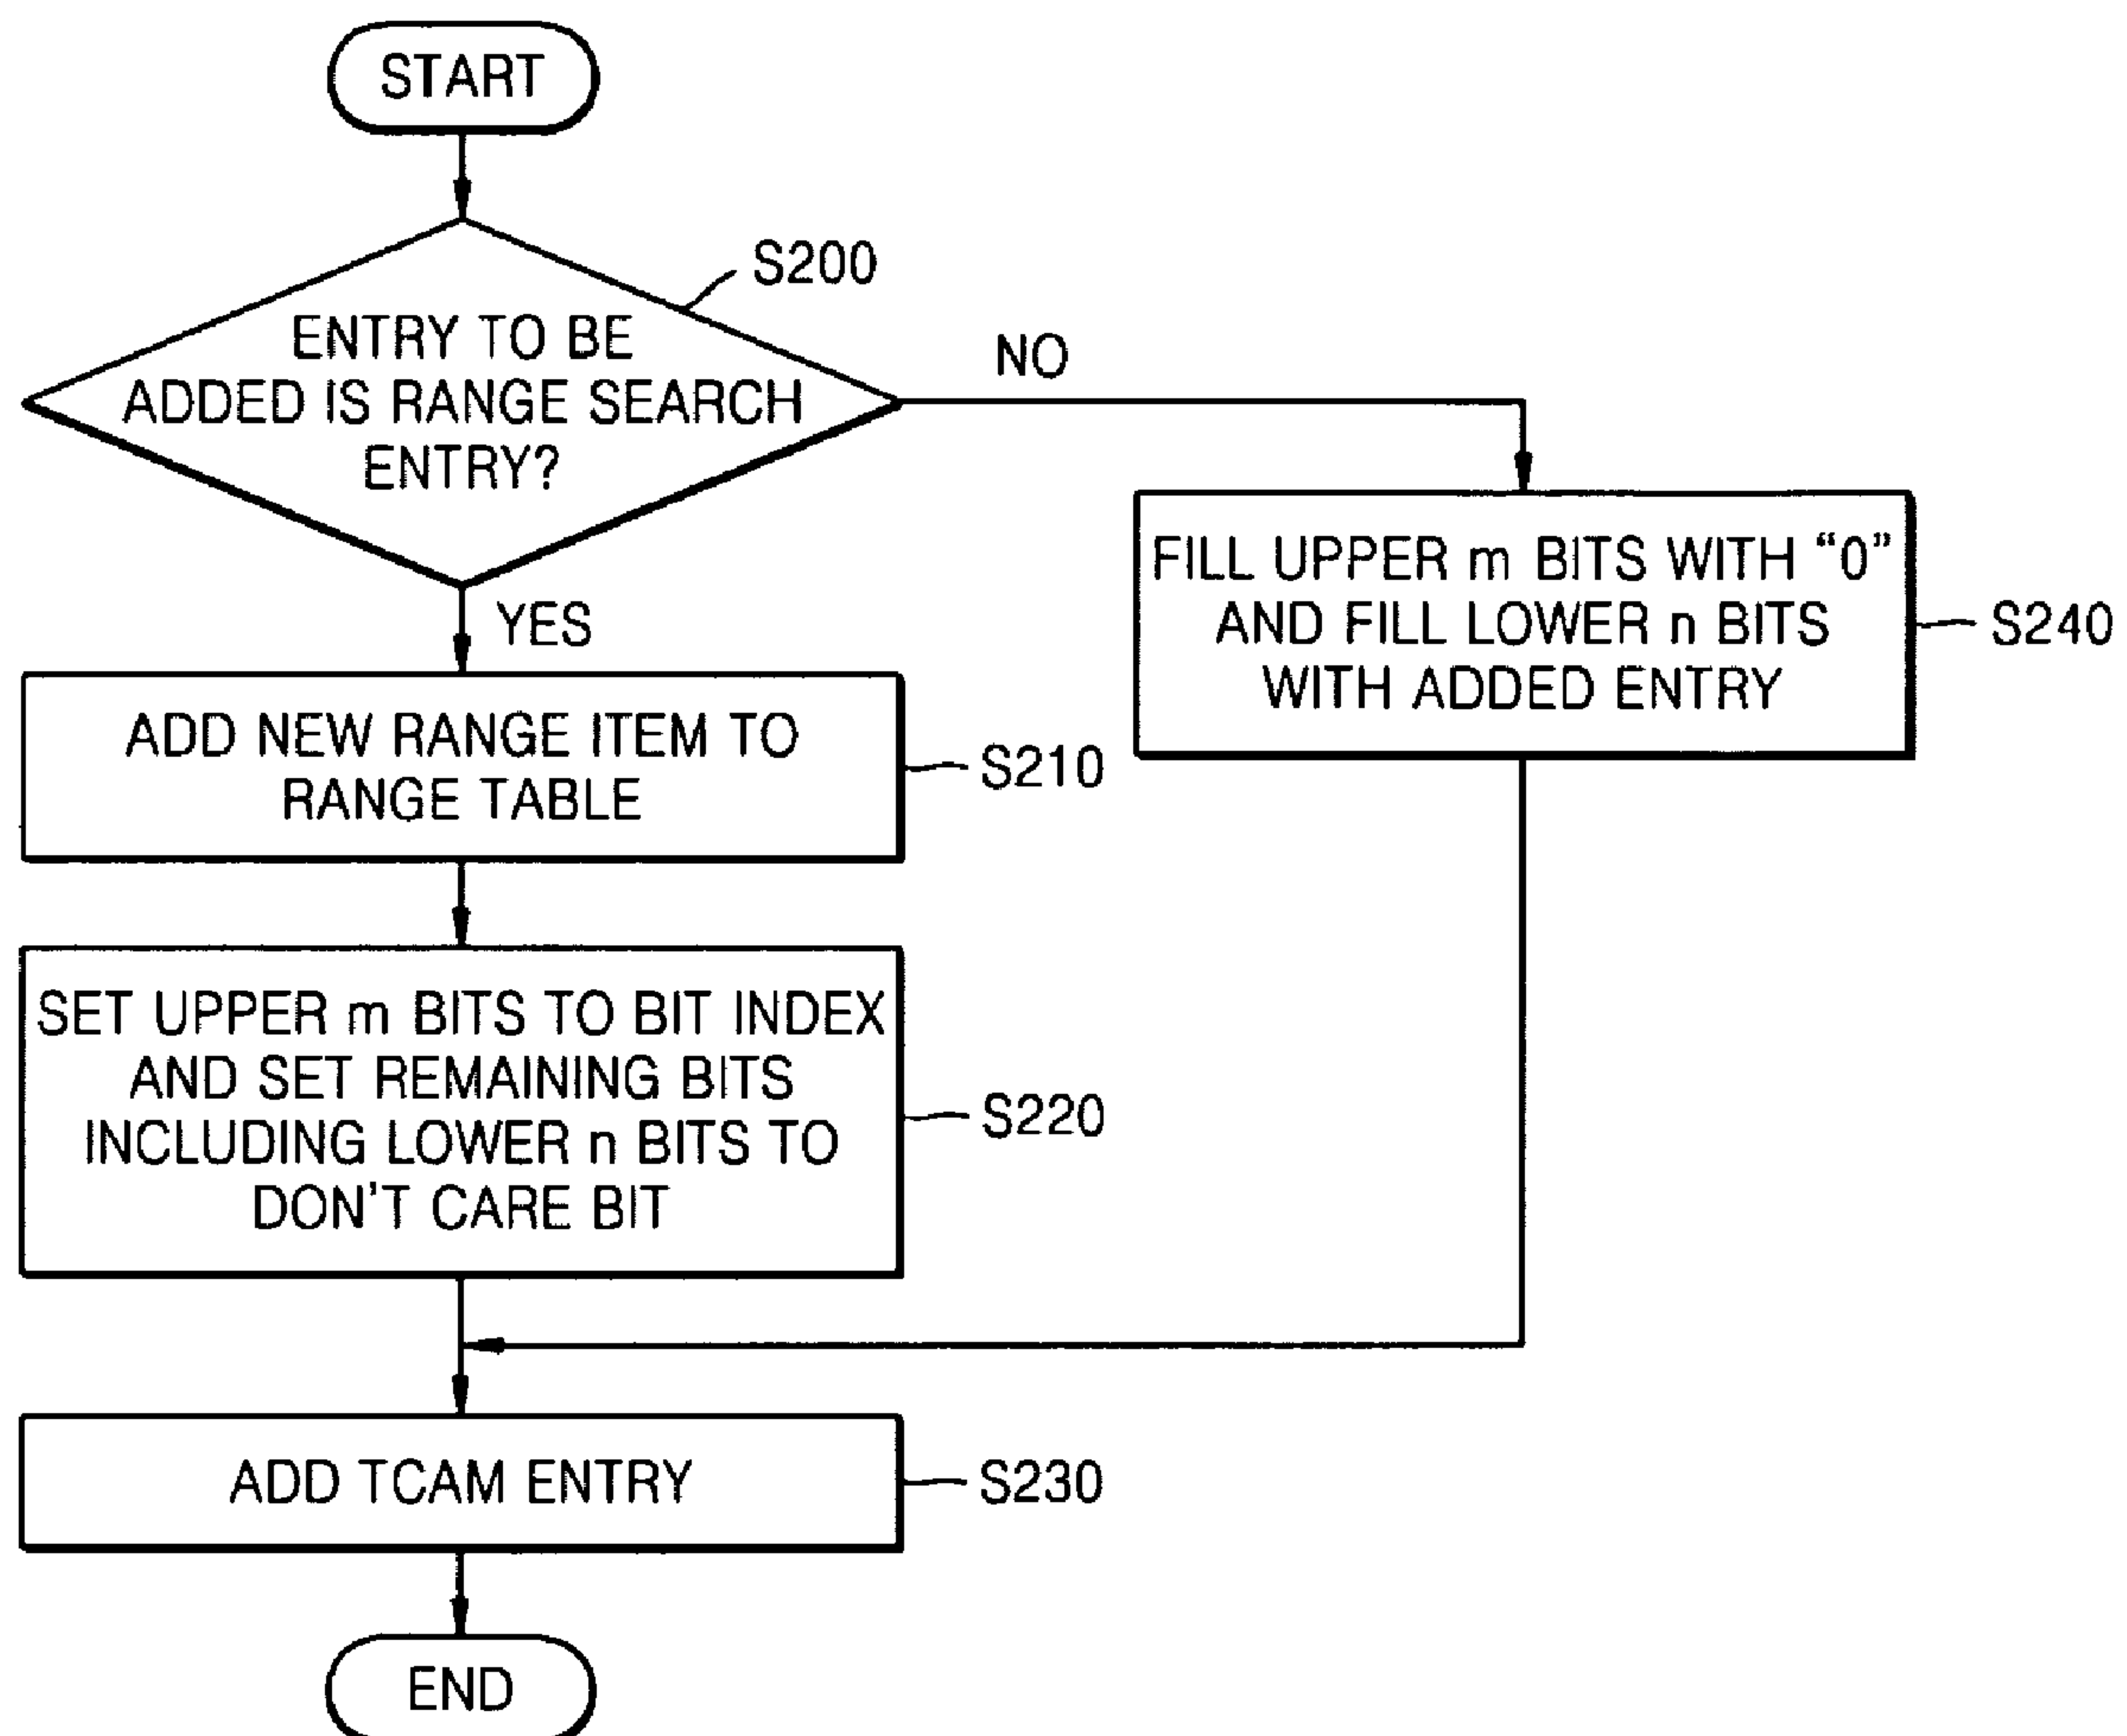 START
S200
ENTRY TO BE
ADDED IS RANGE SEARCH
ENTRY?
NO
YES
FILL UPPER m BITS WITH “0”
AND FILL LOWER n BITS
WITH ADDED ENTRY
S240
ADD NEW RANGE ITEM TO
RANGE TABLE
S210
SET UPPER m BITS TO BIT INDEX
AND SET REMAINING BITS
INCLUDING LOWER n BITS TO
DON'T CARE BIT
S220
ADD TCAM ENTRY
S230
END